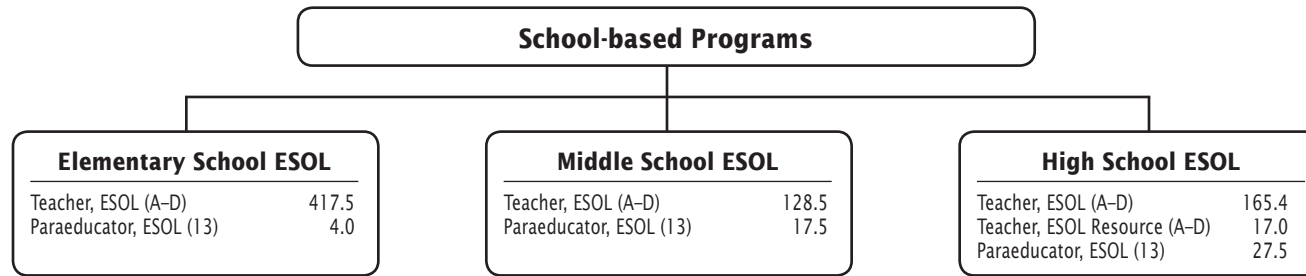 School-based Programs
Elementary School ESOL
Teacher, ESOL (A–D) 417.5
Paraeducator, ESOL (13) 4.0
Middle School ESOL
Teacher, ESOL (A–D) 128.5
Paraeducator, ESOL (13) 17.5
High School ESOL
Teacher, ESOL (A–D) 165.4
Teacher, ESOL Resource (A–D) 17.0
Paraeducator, ESOL (13) 27.5